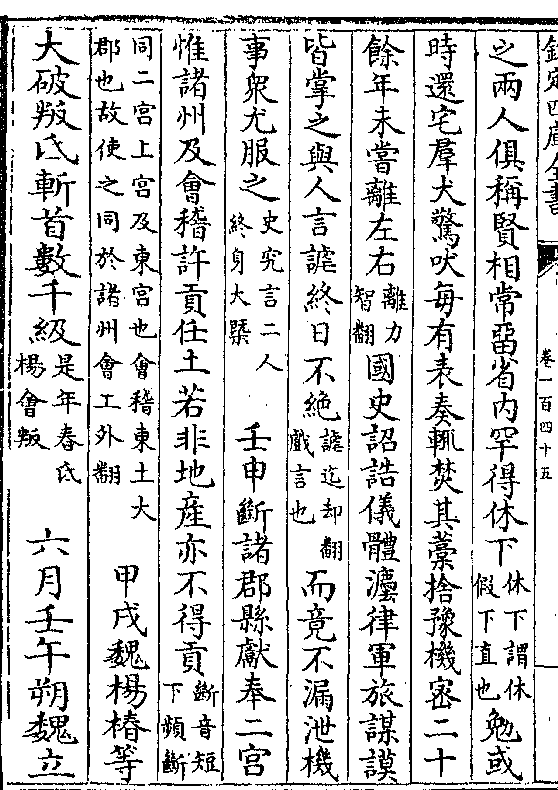 欽定四庫全書
卷一百四十五
之兩人俱稱賢相常畱省内罕得休下休下謂休假下直也勉或
時還宅羣犬驚吠每有表奏輒焚其藁捨豫機密二十
餘年未嘗離左右離力智翻國史詔誥儀體灋律軍旅謀謨
皆掌之與人言謔終日不絶謔迄却翻戲言也而竟不漏泄機
事衆尤服之史究言二人終身大槩壬申斷諸郡縣獻奉二宫
惟諸州及會稽許貢任土若非地産亦不得貢斷音短下頻斷
同二宫上宫及東宫也會稽東土大郡也故使之同於諸州會工外翻甲戌魏楊椿等
大破叛氐斬首數千級是年春氐楊會叛六月壬午朔魏立